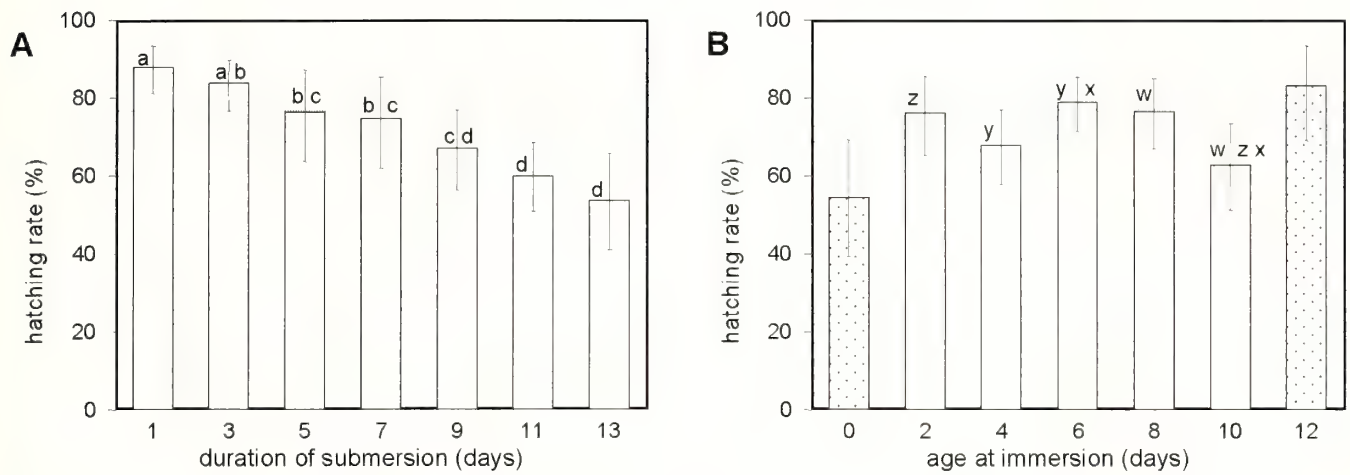 A
hatching rate (%)
100
80
60
40
20
0
a
a b
b c
b c
c d
d
d
1 3 5 7 9 11 13
duration of submersion (days)
B
hatching rate (%)
100
80
60
40
20
0
z
y
y x
w
w z x
0 2 4 6 8 10 12
age at immersion (days)